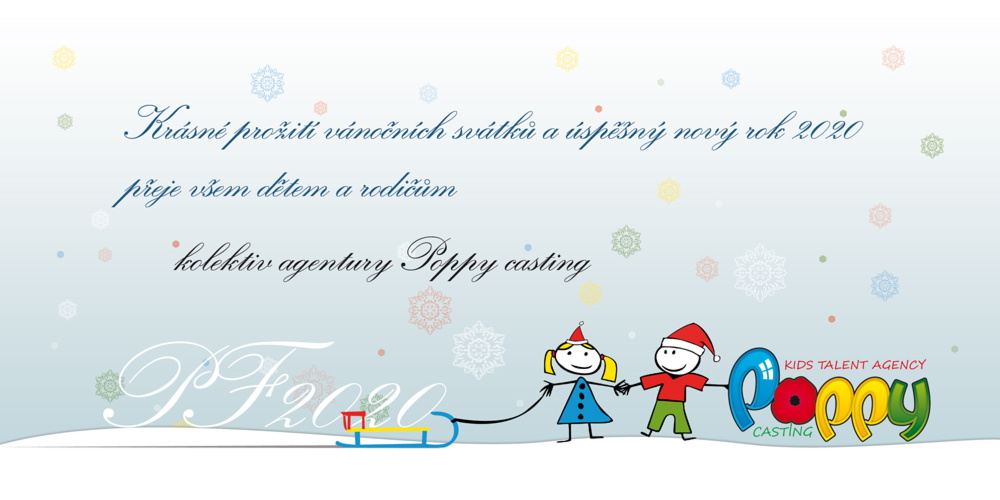 Krásné prožití vánočních svátků a úspěšný nový rok 2020
přeje všem dětem a rodičům
kolektiv agentury Poppy casting
PF2020
KIDS TALENT AGENCY
Poppy
CASTING